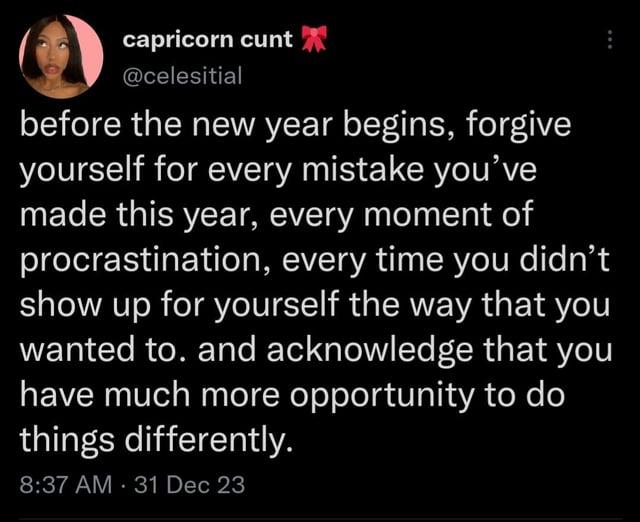 capricorn cunt 🎀
@celesitial
before the new year begins, forgive
yourself for every mistake you've
made this year, every moment of
procrastination, every time you didn't
show up for yourself the way that you
wanted to. and acknowledge that you
have much more opportunity to do
things differently.
8:37 AM · 31 Dec 23